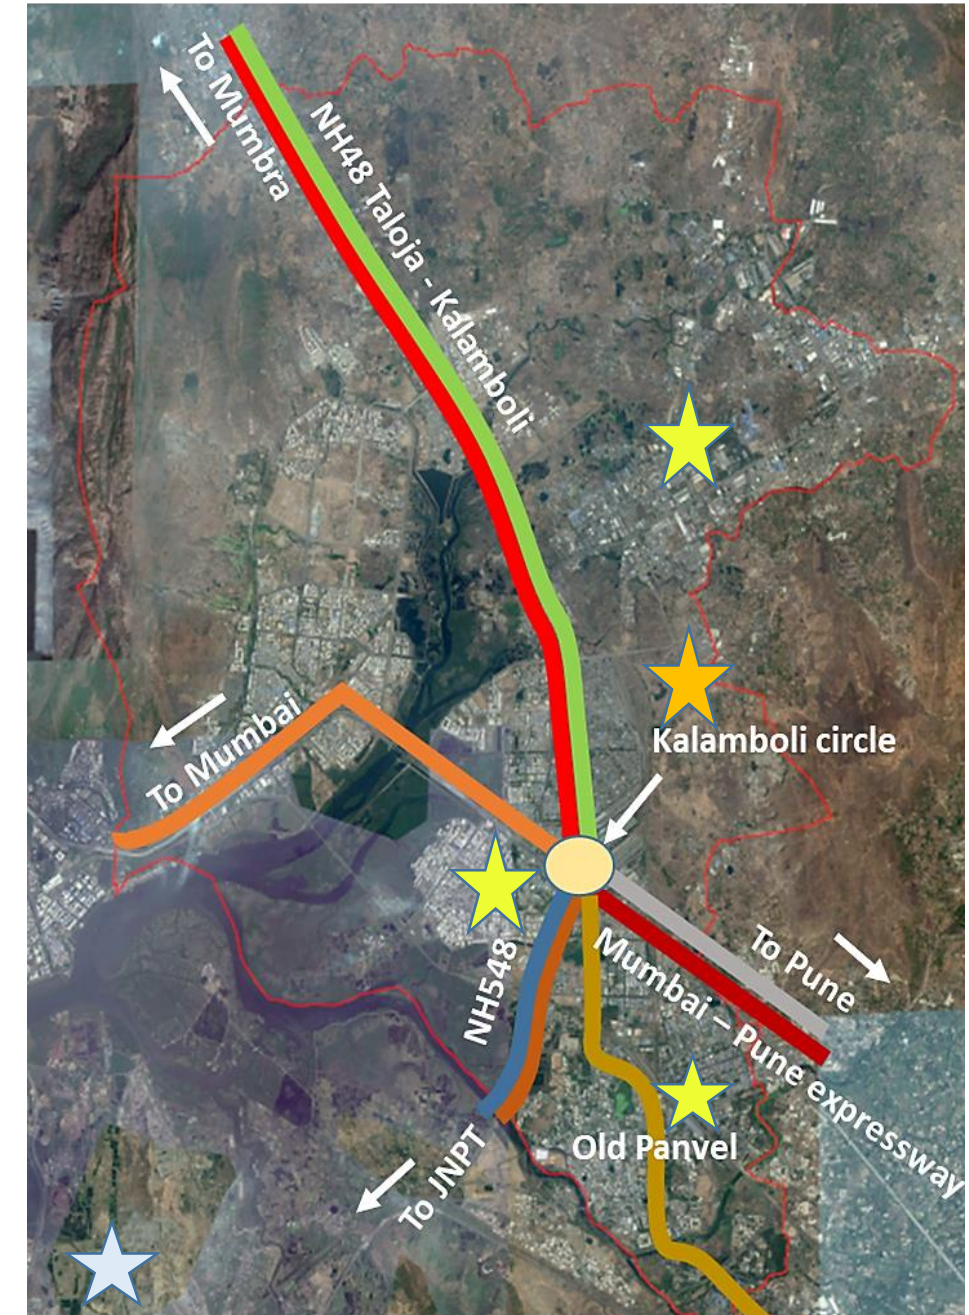 To Mumbra
NH48 Taloja - Kalamboli
To Mumbai
Kalamboli circle
To Pune
Mumbai – Pune expressway
NH548
Old Panvel
To JNPT